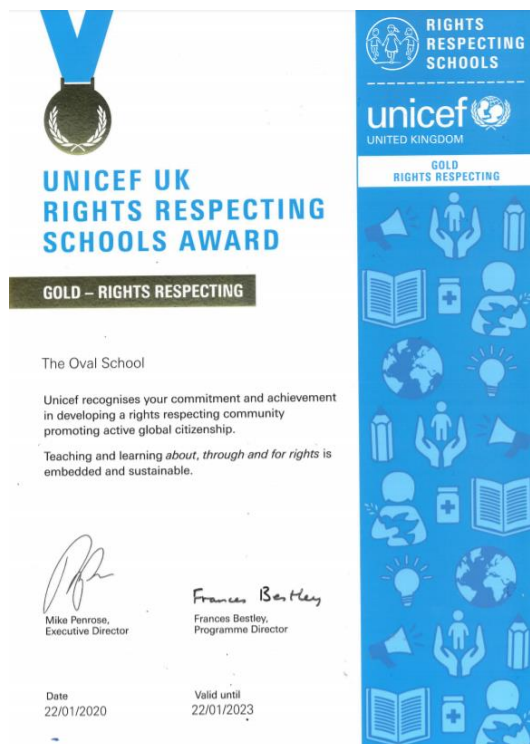 RIGHTS
RESPECTING
SCHOOLS
unicef
UNITED KINGDOM
GOLD
RIGHTS RESPECTING
UNICEF UK
RIGHTS RESPECTING
SCHOOLS AWARD
GOLD – RIGHTS RESPECTING
The Oval School
Unicef recognises your commitment and achievement
in developing a rights respecting community
promoting active global citizenship.
Teaching and learning about, through and for rights is
embedded and sustainable.
Frances Bestley
Mike Penrose,
Executive Director
Frances Bestley,
Programme Director
Date
22/01/2020
Valid until
22/01/2023